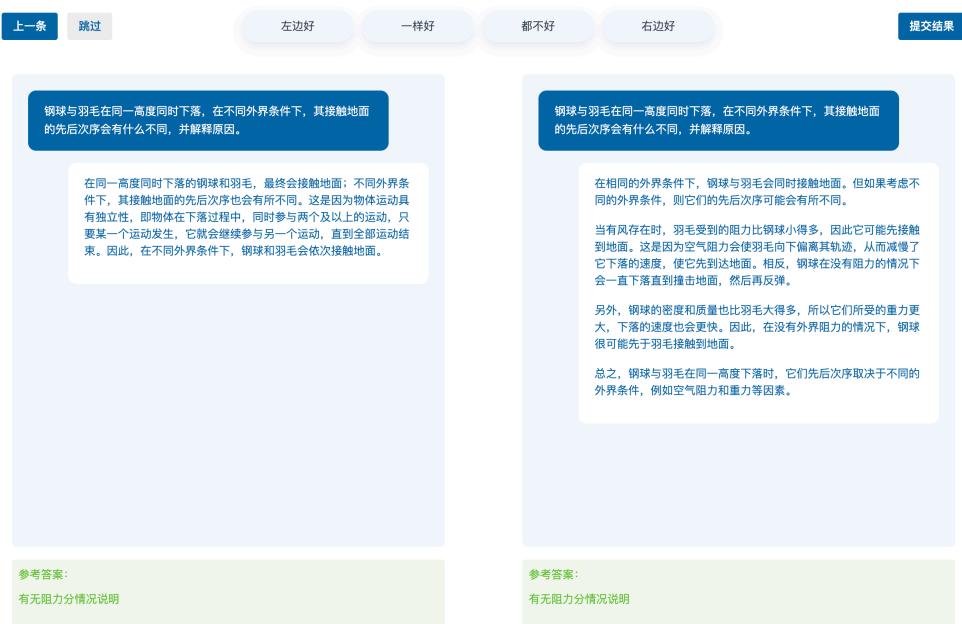 上一条
跳过
左边好
一样好
都不好
右边好
提交结果
钢球与羽毛在同一高度同时下落，在不同外界条件下，其接触地面
的先后次序会有什么不同，并解释原因。
在同一高度同时下落的钢球和羽毛，最终会接触地面；不同外界条
件下，其接触地面的先后次序也会有所不同。这是因为物体运动具
有独立性，即物体在下落过程中，同时参与两个及以上的运动，只
要某一个运动发生，它就会继续参与另一个运动，直到全部运动结
束。因此，在不同外界条件下，钢球和羽毛会依次接触地面。
参考答案：
有无阻力分情况说明
钢球与羽毛在同一高度同时下落，在不同外界条件下，其接触地面
的先后次序会有什么不同，并解释原因。
在相同的外界条件下，钢球与羽毛会同时接触地面。但如果考虑不
同的外界条件，则它们的先后次序可能会有所不同。
当有风存在时，羽毛受到的阻力比钢球小得多，因此它可能先接触
到地面。这是因为空气阻力会使羽毛向下偏离其轨迹，从而减慢了
它下落的速度，使它先到达地面。相反，钢球在没有阻力的情况下
会一直下落直到撞击地面，然后再反弹。
另外，钢球的密度和质量也比羽毛大得多，所以它们所受的重力更
大，下落的速度也会更快。因此，在没有外界阻力的情况下，钢球
很可能先于羽毛接触到地面。
总之，钢球与羽毛在同一高度下落时，它们先后次序取决于不同的
外界条件，例如空气阻力和重力等因素。
参考答案：
有无阻力分情况说明